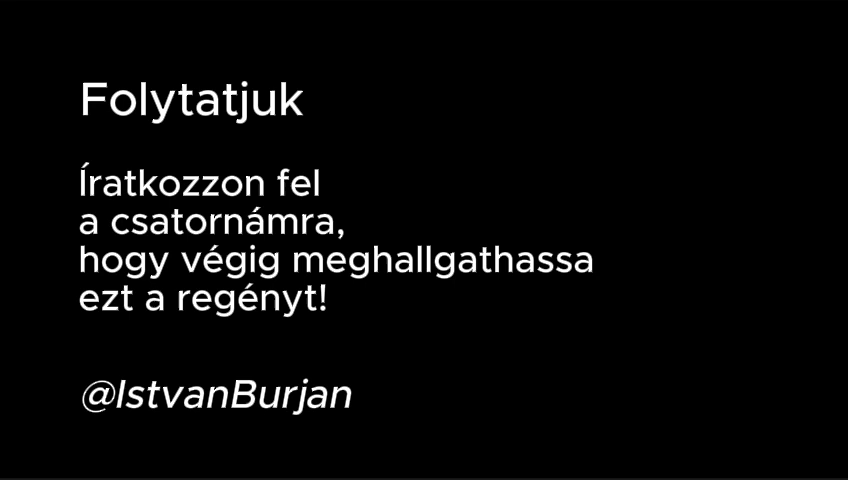 Folytatjuk
Íratkozzon fel
a csatornámra,
hogy végig meghallgathassa
ezt a regényt!
@IstvanBurjan